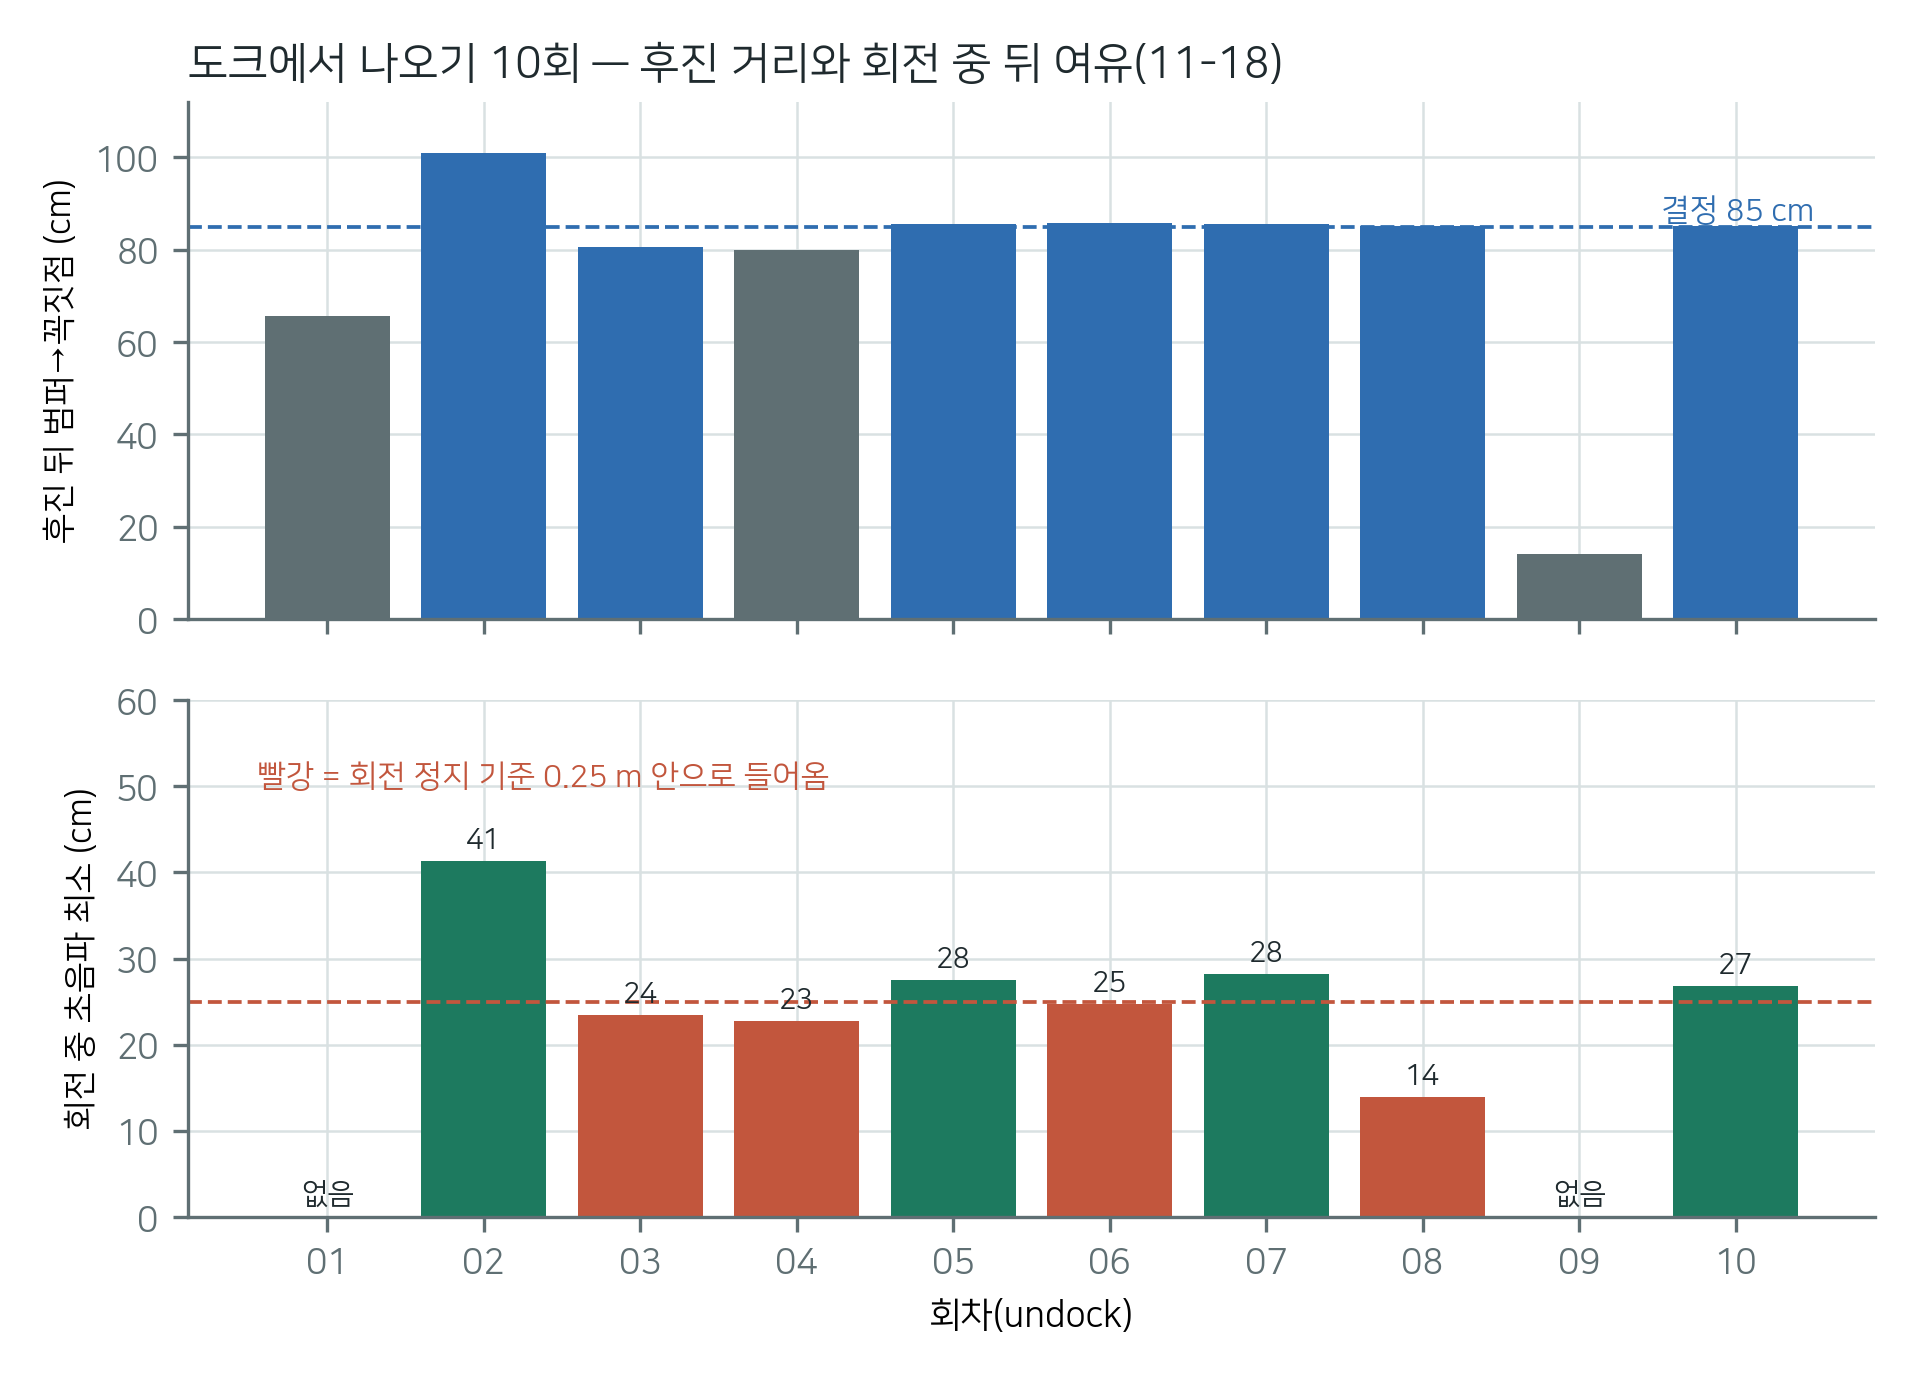 도크에서 나오기 10회 — 후진 거리와 회전 중 뒤 여유(11-18)
후진 뒤 범퍼→꼭짓점 (cm)
100
80
60
40
20
0
결정 85 cm
회전 중 초음파 최소 (cm)
60
50
40
30
20
10
0
빨강 = 회전 정지 기준 0.25 m 안으로 들어옴
없음
41
24
23
28
25
28
14
없음
27
01 02 03 04 05 06 07 08 09 10
회차(undock)